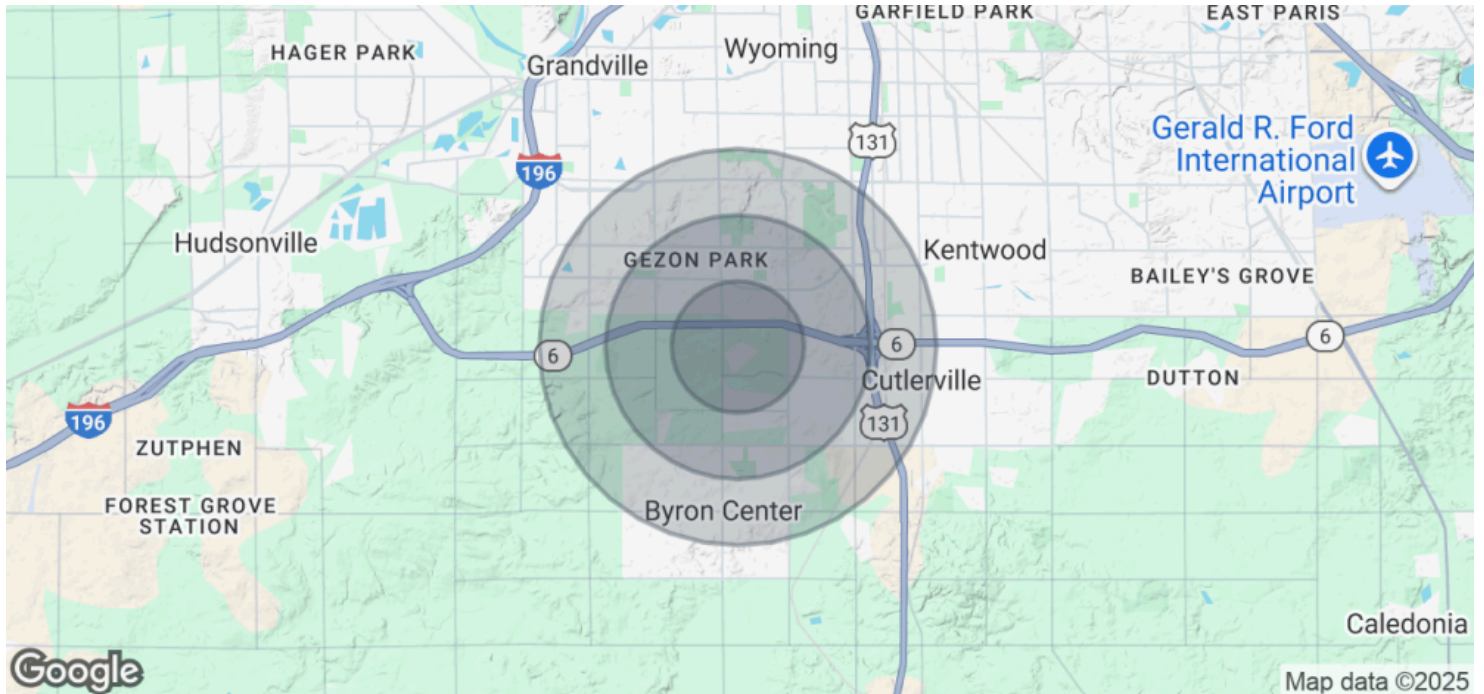 GARFIELD PARK
EAST PARIS
HAGER PARK
Wyoming
Grandville
131
Gerald R. Ford
International
Airport
196
Hudsonville
GEZON PARK
Kentwood
BAILEY'S GROVE
6
6
6
Cutlerville
DUTTON
196
131
ZUTPHEN
FOREST GROVE
STATION
Byron Center
Caledonia
Google
Map data ©2025